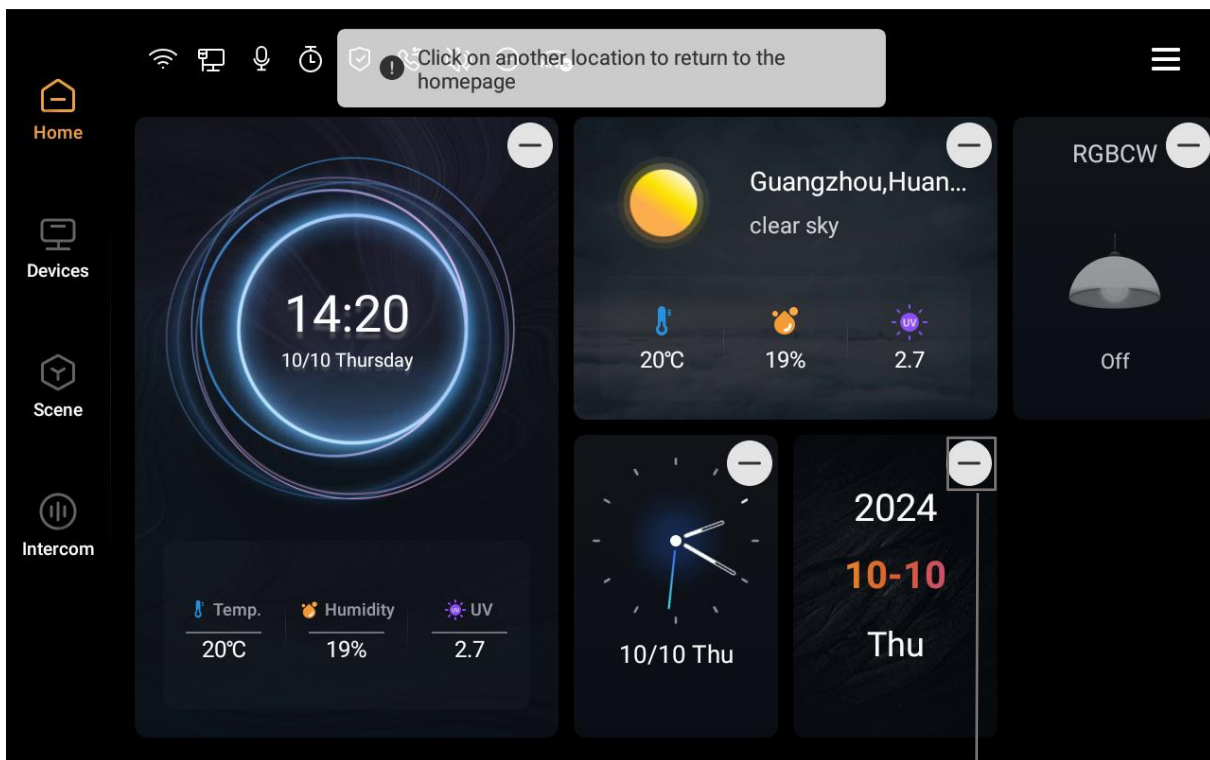 Click on another location to return to the
homepage
Home
Devices
Scene
Intercom
14:20
10/10 Thursday
Temp.
Humidity
UV
20℃
19%
2.7
Guangzhou,Huan...
clear sky
UV
20℃
19%
2.7
RGBCW
Off
10/10 Thu
2024
10-10
Thu